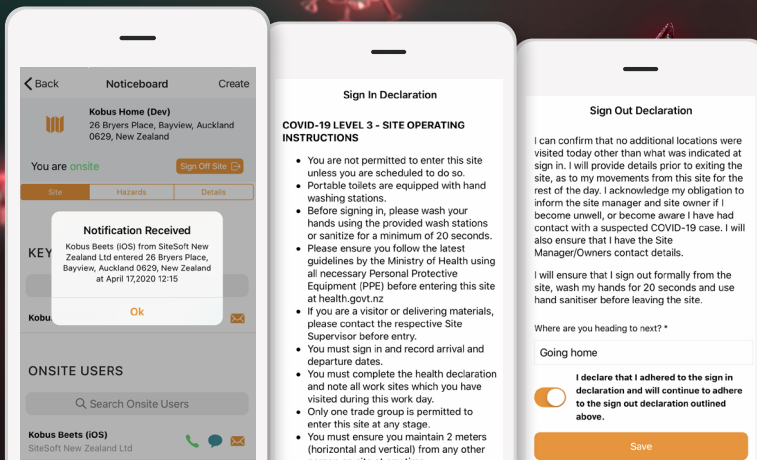 Back Noticeboard Create
Kobus Home (Dev)
26 Bryers Place, Bayview, Auckland
0629, New Zealand
You are onsite Sign Off Site
Site Hazards Details
Notification Received
Kobus Beets (iOS) from SiteSoft New
Zealand Ltd entered 26 Bryers Place,
Bayview, Auckland 0629, New Zealand
at April 17,2020 12:15
Ok
KEY
Kobu
ONSITE USERS
Search Onsite Users
Kobus Beets (iOS)
SiteSoft New Zealand Ltd
Sign In Declaration
COVID-19 LEVEL 3 - SITE OPERATING
INSTRUCTIONS
• You are not permitted to enter this site
unless you are scheduled to do so.
• Portable toilets are equipped with hand
washing stations.
• Before signing in, please wash your
hands using the provided wash stations
or sanitize for a minimum of 20 seconds.
• Please ensure you follow the latest
guidelines by the Ministry of Health using
all necessary Personal Protective
Equipment (PPE) before entering this site
at health.govt.nz
• If you are a visitor or delivering materials,
please contact the respective Site
Supervisor before entry.
• You must sign in and record arrival and
departure dates.
• You must complete the health declaration
and note all work sites which you have
visited during this work day.
• Only one trade group is permitted to
enter this site at any stage.
• You must ensure you maintain 2 meters
(horizontal and vertical) from any other
Sign Out Declaration
I can confirm that no additional locations were
visited today other than what was indicated at
sign in. I will provide details prior to exiting the
site, as to my movements from this site for the
rest of the day. I acknowledge my obligation to
inform the site manager and site owner if I
become unwell, or become aware I have had
contact with a suspected COVID-19 case. I will
also ensure that I have the Site
Manager/Owners contact details.
I will ensure that I sign out formally from the
site, wash my hands for 20 seconds and use
hand sanitiser before leaving the site.
Where are you heading to next? *
Going home
I declare that I adhered to the sign in
declaration and will continue to adhere
to the sign out declaration outlined
above.
Save